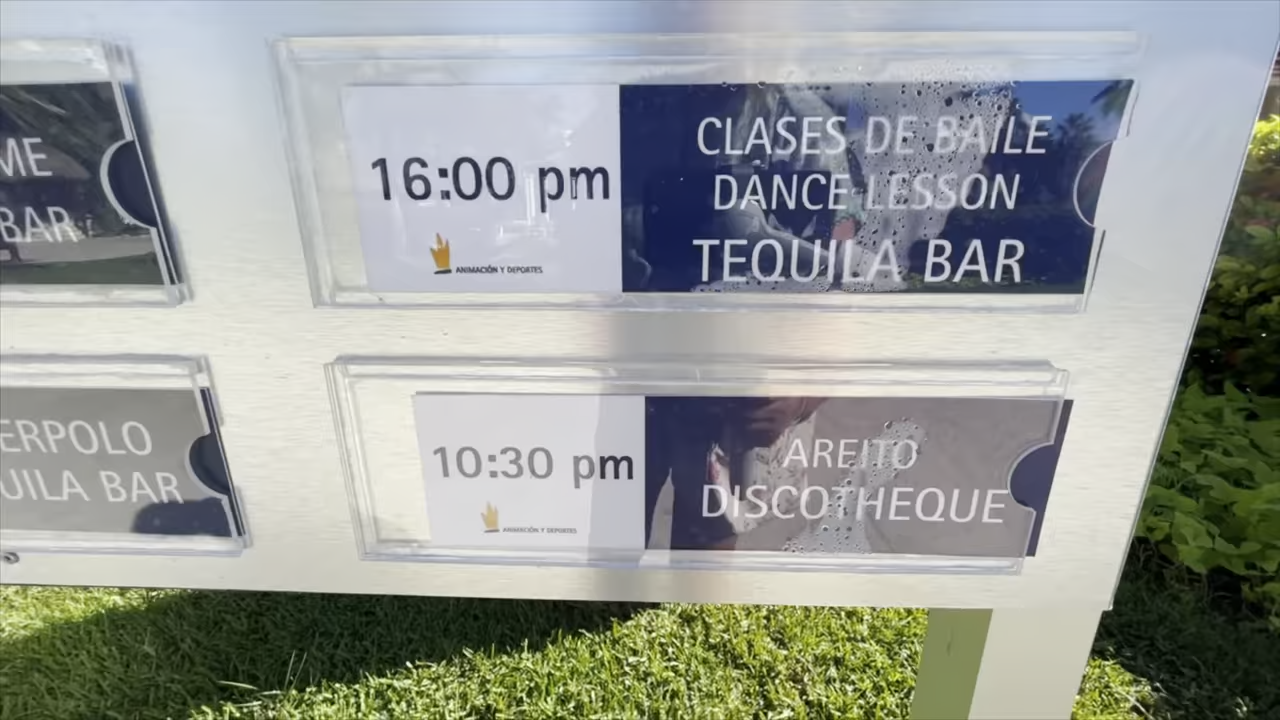 ME
BAR
16:00 pm
ANIMACIÓN Y DEPORTES
CLASES DE BAILE
DANCE LESSON
TEQUILA BAR
ERPOLO
UILA BAR
10:30 pm
ANIMACIÓN Y DEPORTES
AREITO
DISCOTHEQUE